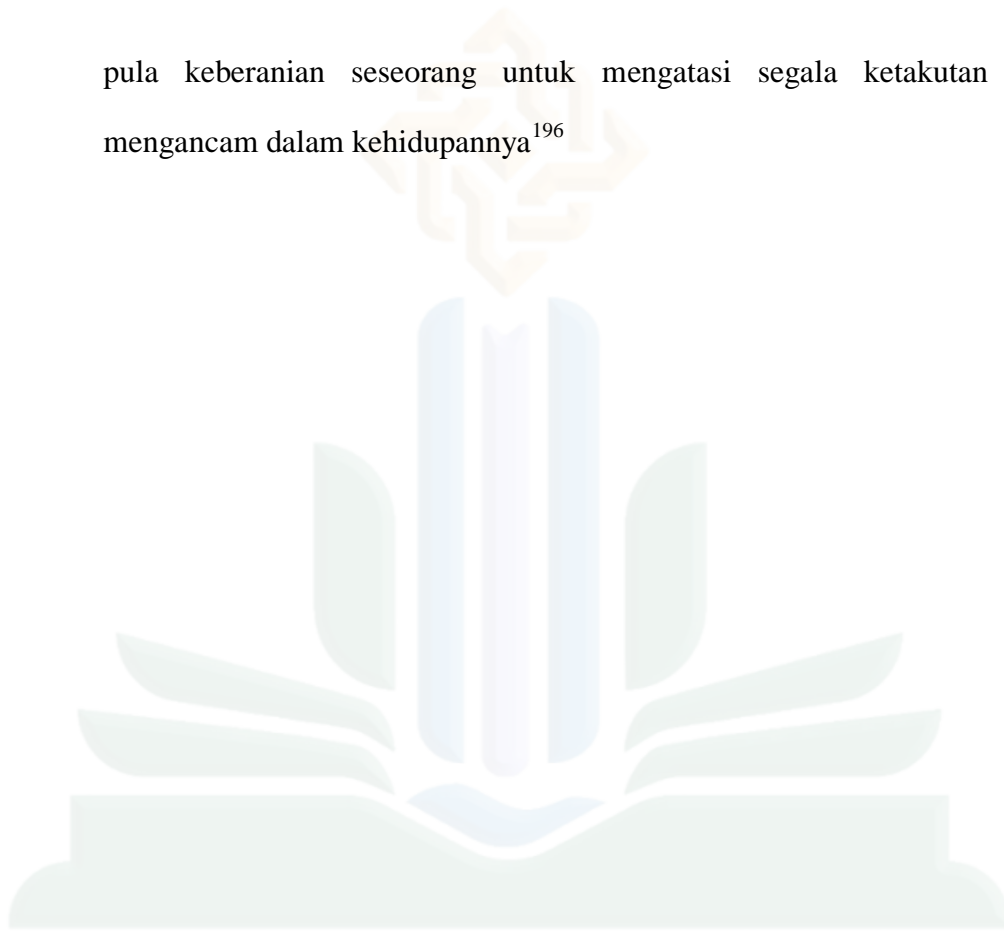 pula keberanian seseorang untuk mengatasi segala ketakutan
mengancam dalam kehidupannya196